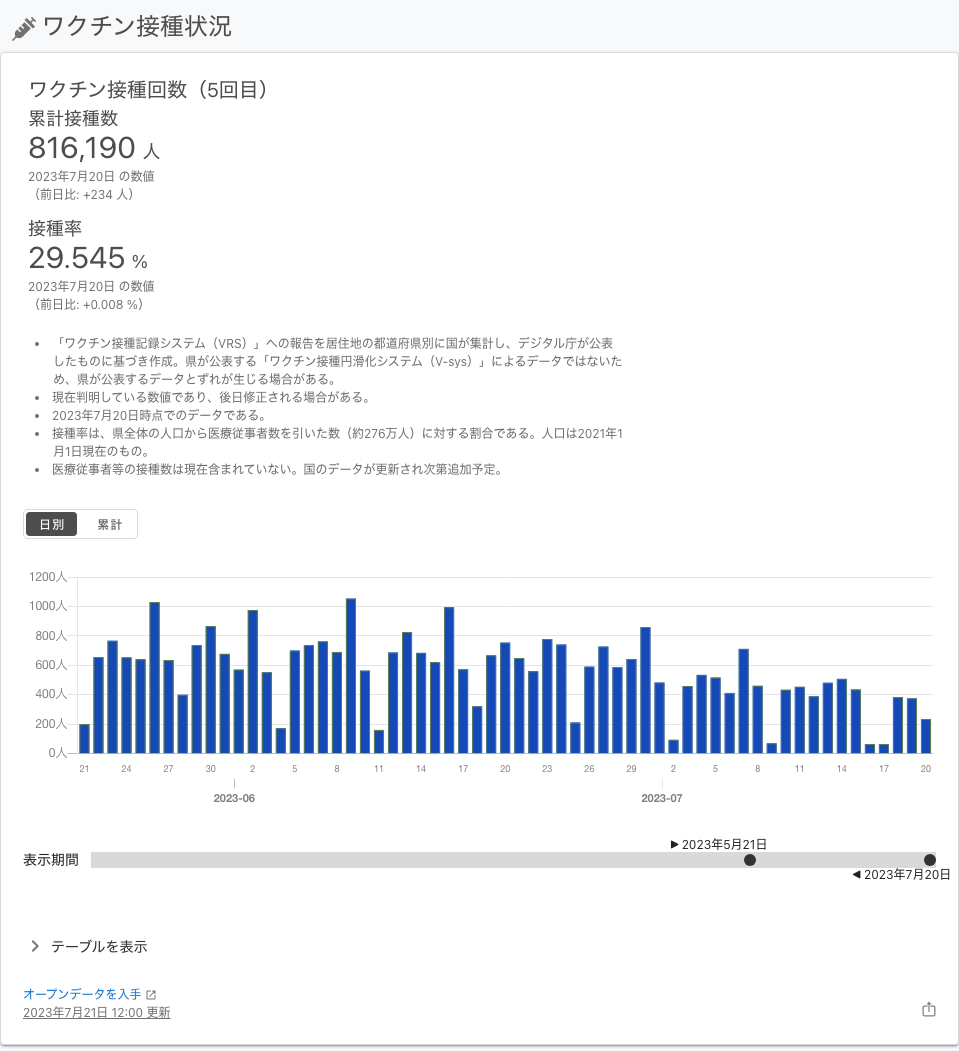 ワクチン接種状況
ワクチン接種回数（5回目）
累計接種数
816,190 人
2023年7月20日 の数値
（前日比: +234 人）
接種率
29.545 %
2023年7月20日 の数値
（前日比: +0.008 %）
• 「ワクチン接種記録システム（VRS）」への報告を居住地の都道府県別に国が集計し、デジタル庁が公表
したものに基づき作成。県が公表する「ワクチン接種円滑化システム（V-sys）」によるデータではないた
め、県が公表するデータとずれが生じる場合がある。
• 現在判明している数値であり、後日修正される場合がある。
• 2023年7月20日時点でのデータである。
• 接種率は、県全体の人口から医療従事者数を引いた数（約276万人）に対する割合である。人口は2021年1
月1日現在のもの。
• 医療従事者等の接種数は現在含まれていない。国のデータが更新され次第追加予定。
日別 累計
1200人
1000人
800人
600人
400人
200人
0人
21 24 27 30 2 5 8 11 14 17 20 23 26 29 2 5 8 11 14 17 20
2023-06 2023-07
▶ 2023年5月21日
表示期間
◀ 2023年7月20日
テーブルを表示
オープンデータを入手
2023年7月21日 12:00 更新